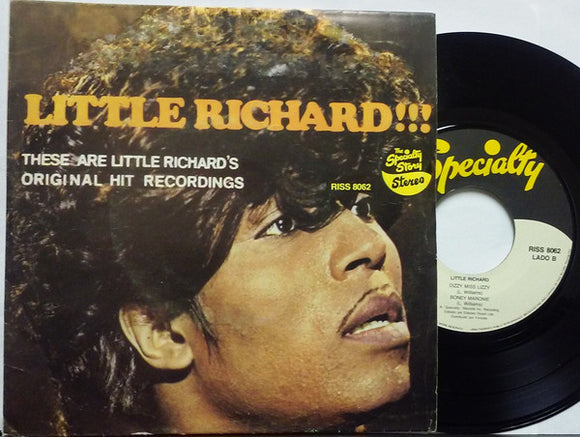 LITTLE RICHARD!!!
THESE ARE LITTLE RICHARD'S
ORIGINAL HIT RECORDINGS
RISS 8062
The
Specialty
Story
Stereo
Specialty
RISS 8062
LADO B
LITTLE RICHARD
DIZZY MISS LIZZY
(L. Williams)
BONEY MARONIE
(L. Williams)